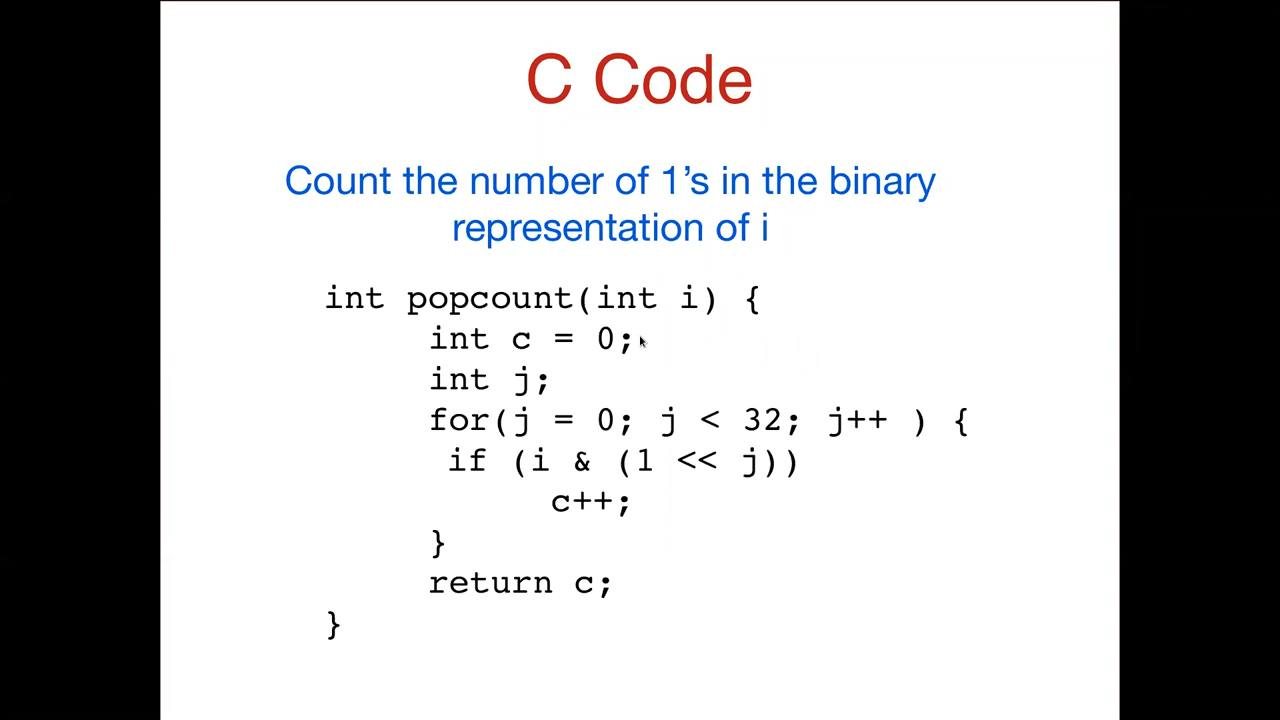 C Code
Count the number of 1’s in the binary
representation of i
int popcount(int i) {
int c = 0;
int j;
for(j = 0; j < 32; j++ ) {
if (i & (1 << j))
c++;
}
return c;
}